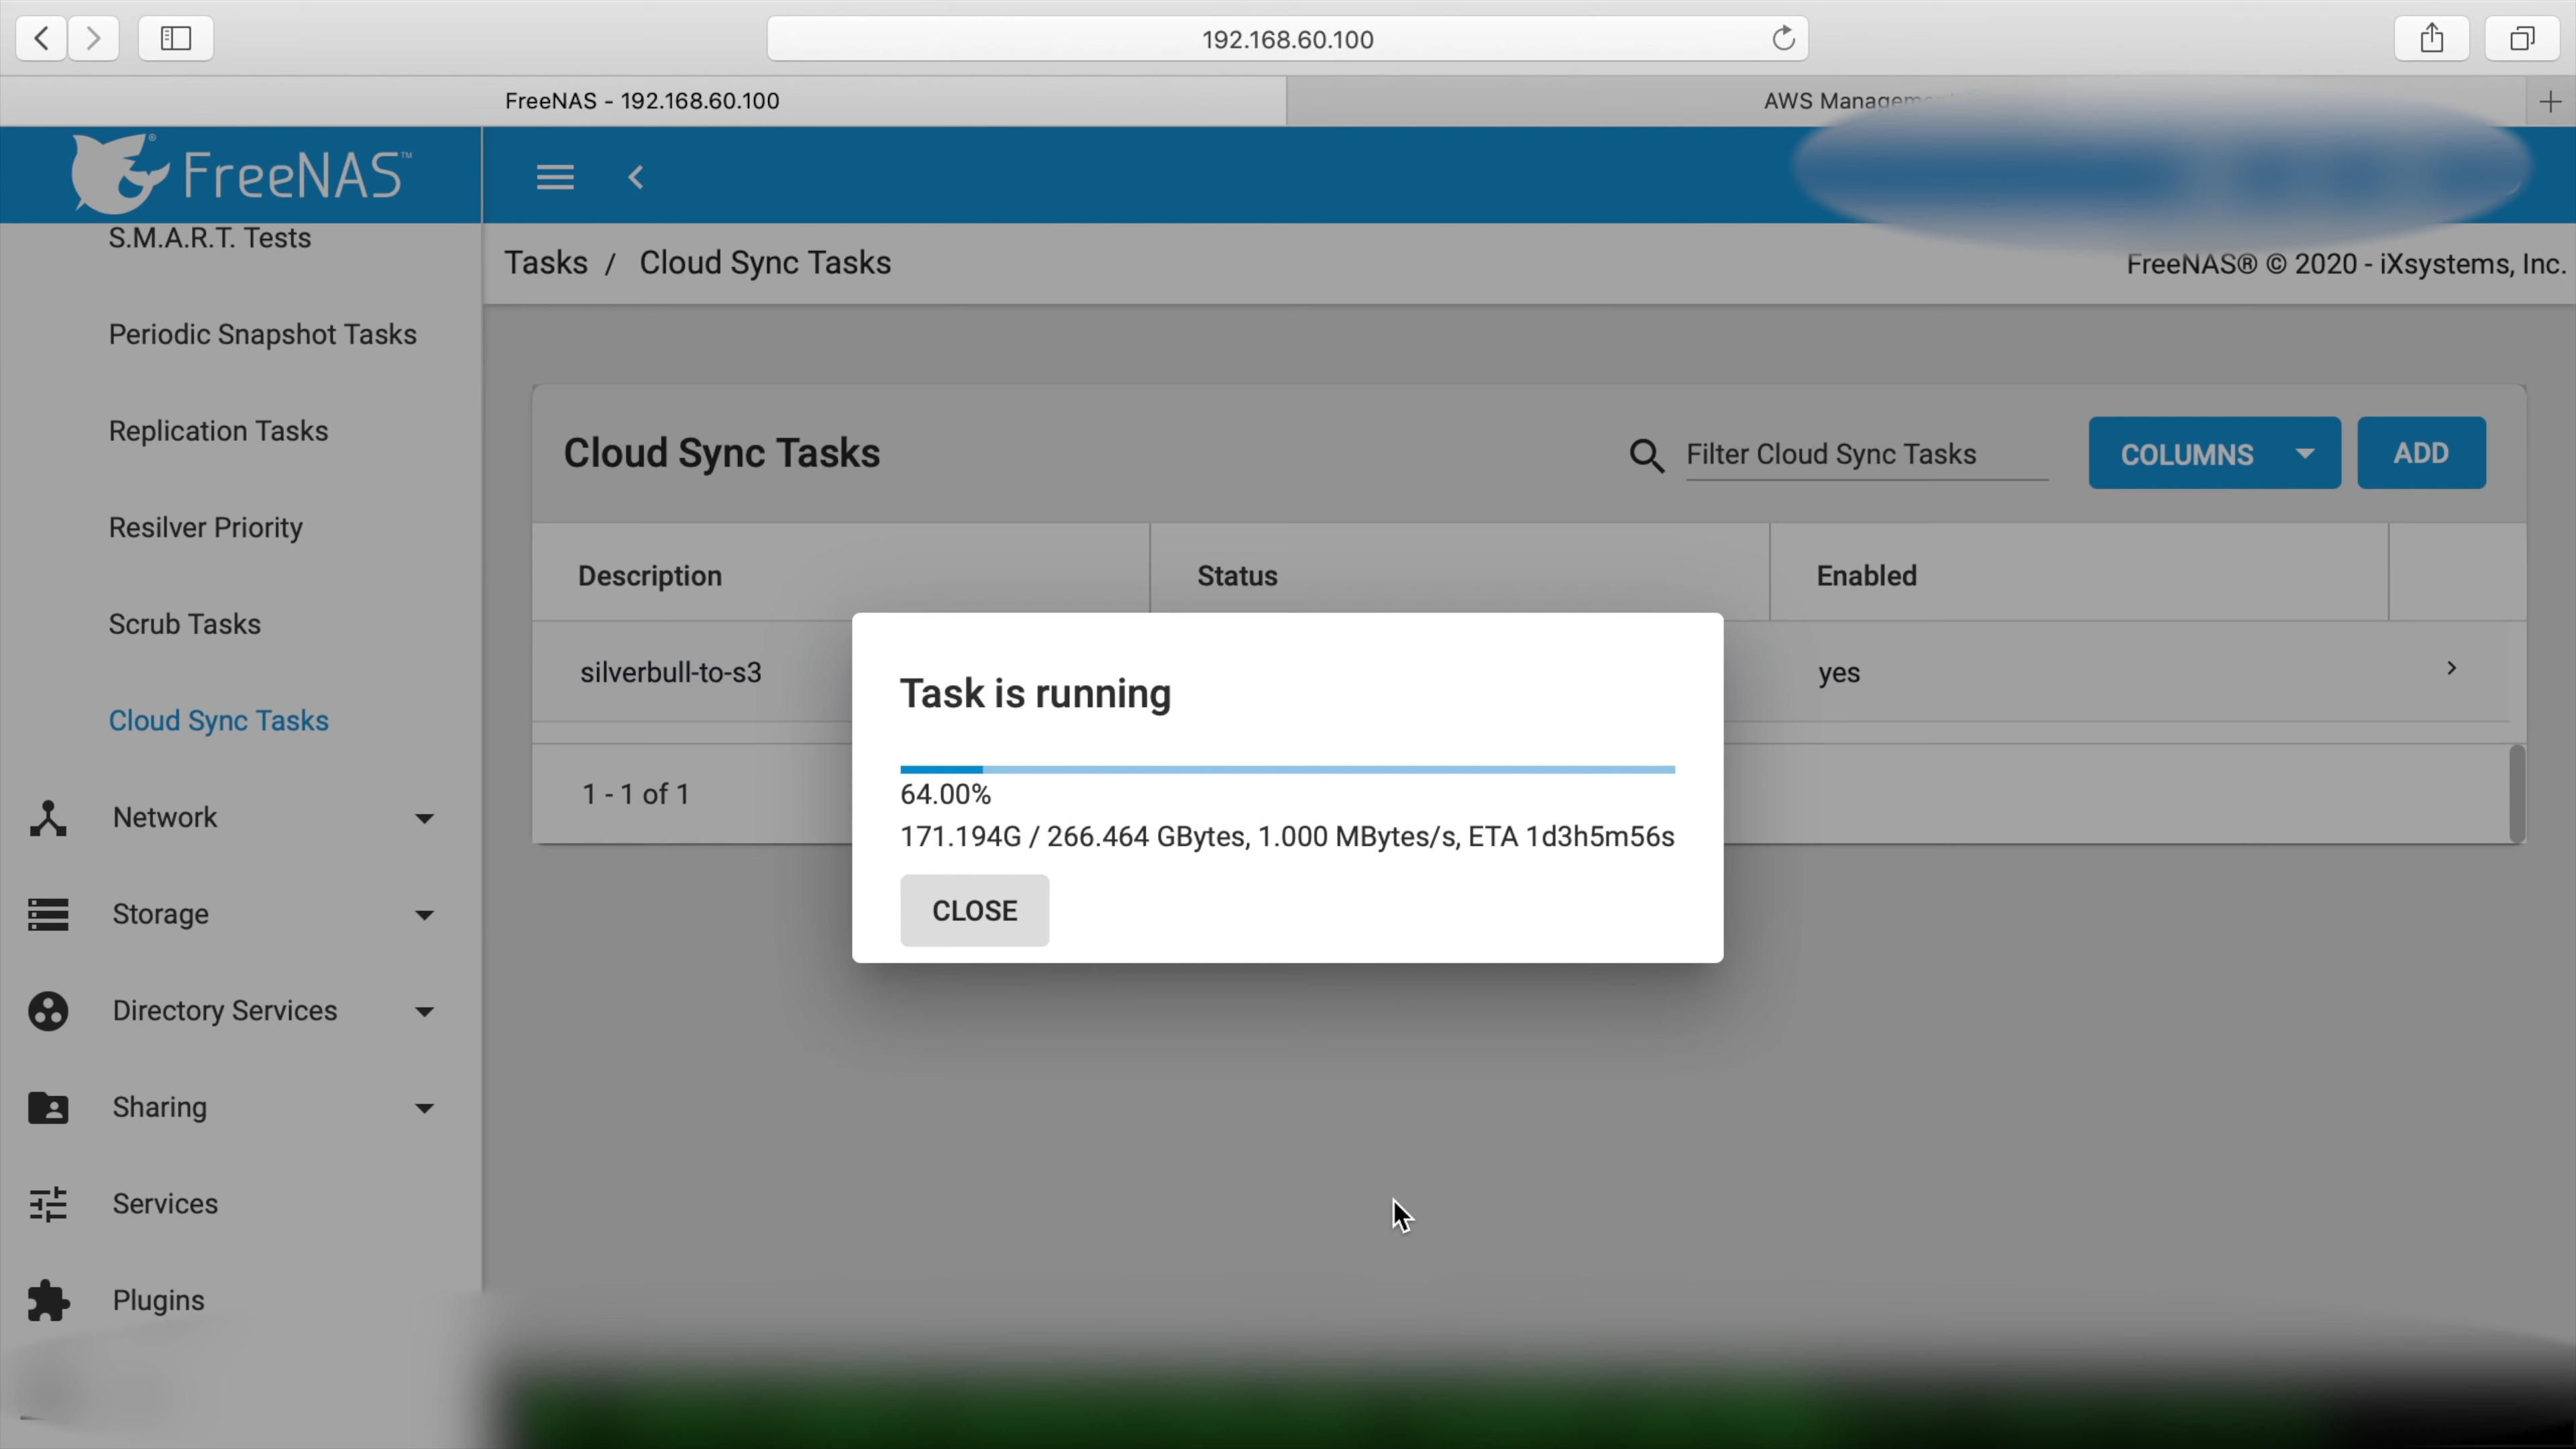 192.168.60.100
FreeNAS - 192.168.60.100
AWS
FreeNAS™
S.M.A.R.T. Tests
Periodic Snapshot Tasks
Replication Tasks
Resilver Priority
Scrub Tasks
Cloud Sync Tasks
Network
Storage
Directory Services
Sharing
Services
Plugins
Tasks / Cloud Sync Tasks
FreeNAS® © 2020 - iXsystems, Inc.
Cloud Sync Tasks
Filter Cloud Sync Tasks
COLUMNS
ADD
Description Status Enabled
silverbull-to-s3 yes
1 - 1 of 1
Task is running
64.00%
171.194G / 266.464 GBytes, 1.000 MBytes/s, ETA 1d3h5m56s
CLOSE